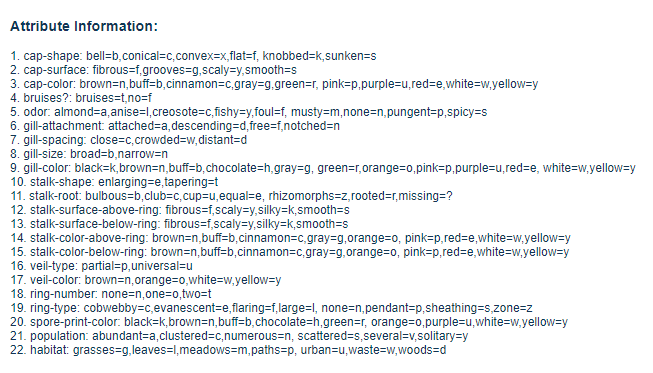 Attribute Information:
1. cap-shape: bell=b,conical=c,convex=x,flat=f, knobbed=k,sunken=s
2. cap-surface: fibrous=f,grooves=g,scaly=y,smooth=s
3. cap-color: brown=n,buff=b,cinnamon=c,gray=g,green=r, pink=p,purple=u,red=e,white=w,yellow=y
4. bruises?: bruises=t,no=f
5. odor: almond=a,anise=l,creosote=c,fishy=y,foul=f, musty=m,none=n,pungent=p,spicy=s
6. gill-attachment: attached=a,descending=d,free=f,notched=n
7. gill-spacing: close=c,crowded=w,distant=d
8. gill-size: broad=b,narrow=n
9. gill-color: black=k,brown=n,buff=b,chocolate=h,gray=g, green=r,orange=o,pink=p,purple=u,red=e, white=w,yellow=y
10. stalk-shape: enlarging=e,tapering=t
11. stalk-root: bulbous=b,club=c,cup=u,equal=e, rhizomorphs=z,rooted=r,missing=?
12. stalk-surface-above-ring: fibrous=f,scaly=y,silky=k,smooth=s
13. stalk-surface-below-ring: fibrous=f,scaly=y,silky=k,smooth=s
14. stalk-color-above-ring: brown=n,buff=b,cinnamon=c,gray=g,orange=o, pink=p,red=e,white=w,yellow=y
15. stalk-color-below-ring: brown=n,buff=b,cinnamon=c,gray=g,orange=o, pink=p,red=e,white=w,yellow=y
16. veil-type: partial=p,universal=u
17. veil-color: brown=n,orange=o,white=w,yellow=y
18. ring-number: none=n,one=o,two=t
19. ring-type: cobwebby=c,evanescent=e,flaring=f,large=l, none=n,pendant=p,sheathing=s,zone=z
20. spore-print-color: black=k,brown=n,buff=b,chocolate=h,green=r, orange=o,purple=u,white=w,yellow=y
21. population: abundant=a,clustered=c,numerous=n, scattered=s,several=v,solitary=y
22. habitat: grasses=g,leaves=l,meadows=m,paths=p, urban=u,waste=w,woods=d